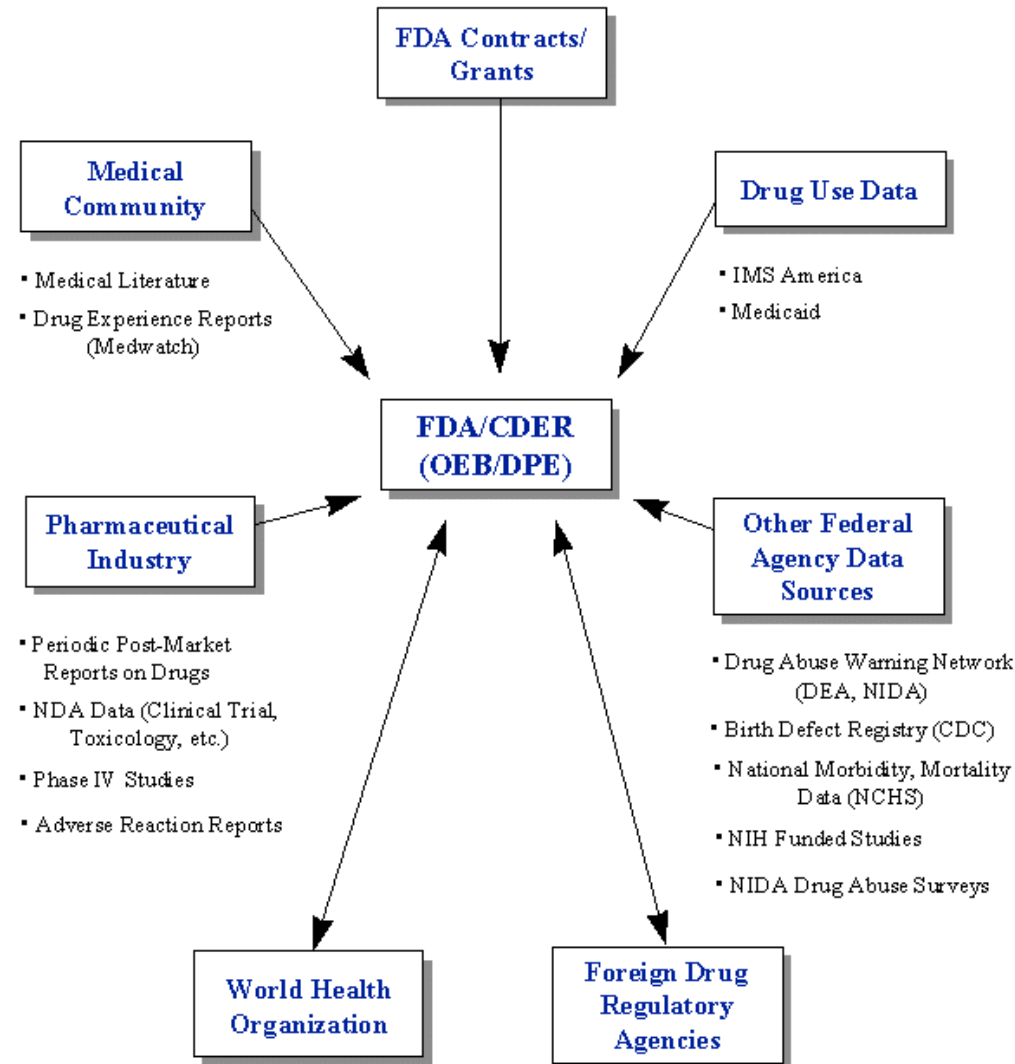 FDA Contracts/
Grants
Medical
Community
▪ Medical Literature
▪ Drug Experience Reports
(Medwatch)
Drug Use Data
▪ IMS America
▪ Medicaid
FDA/CDER
(OEB/DPE)
Pharmaceutical
Industry
▪ Periodic Post-Market
Reports on Drugs
▪ NDA Data (Clinical Trial,
Toxicology, etc.)
▪ Phase IV Studies
▪ Adverse Reaction Reports
Other Federal
Agency Data
Sources
▪ Drug Abuse Warning Network
(DEA, NIDA)
▪ Birth Defect Registry (CDC)
▪ National Morbidity, Mortality
Data (NCHS)
▪ NIH Funded Studies
▪ NIDA Drug Abuse Surveys
World Health
Organization
Foreign Drug
Regulatory
Agencies